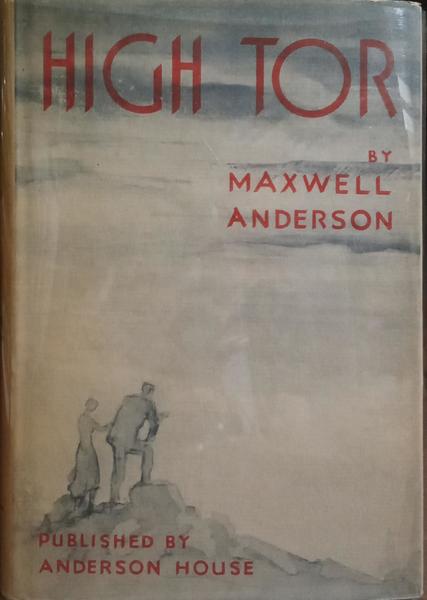 HIGH TOR
BY
MAXWELL
ANDERSON
PUBLISHED BY
ANDERSON HOUSE